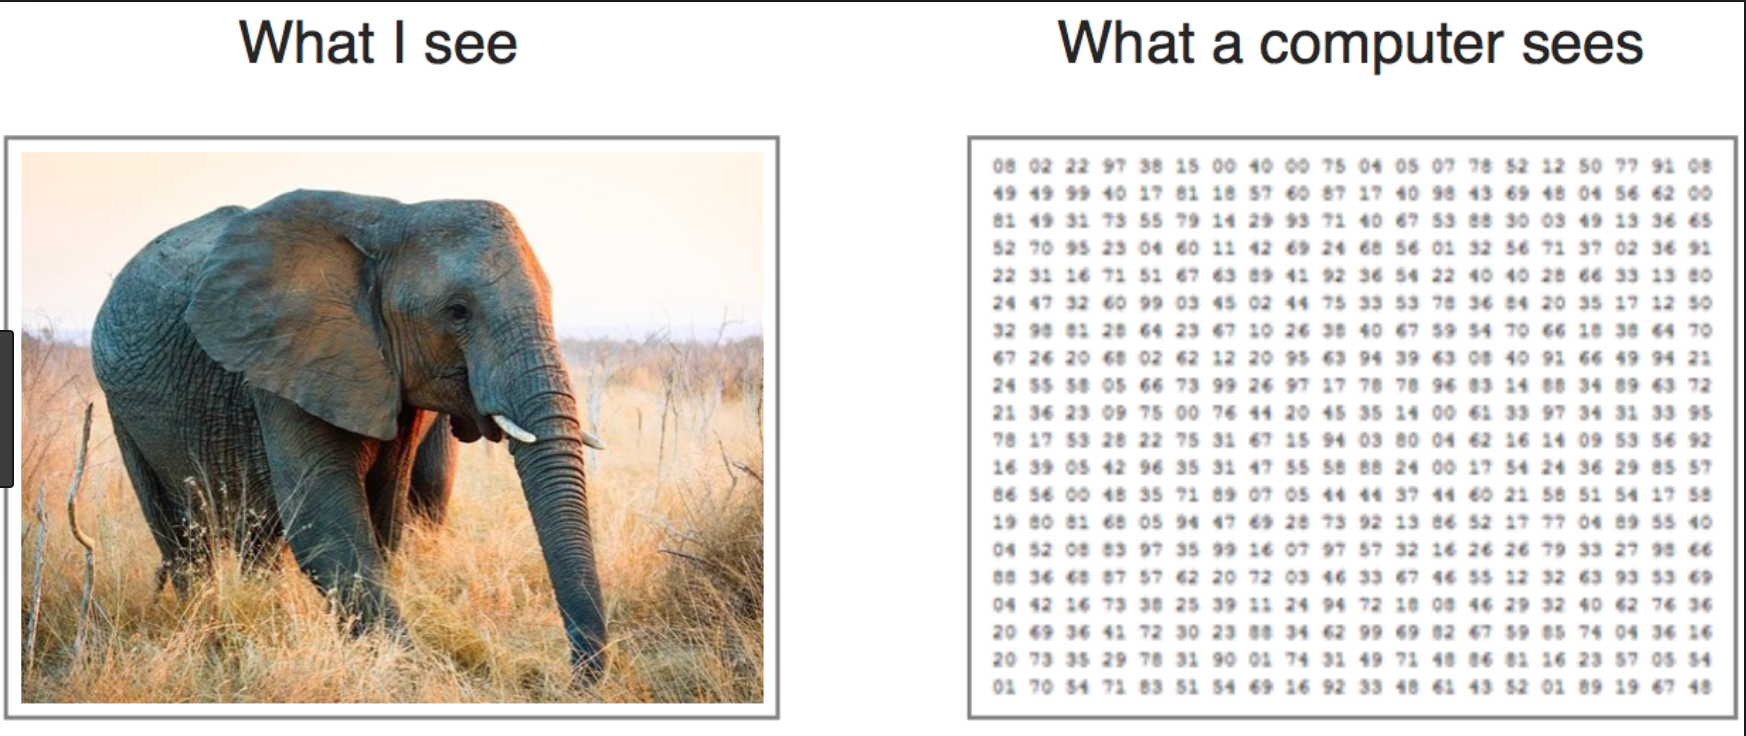 What I see
What a computer sees
08 02 22 97 38 15 00 40 00 75 04 05 07 78 52 12 50 77 91 08
49 49 99 40 17 81 18 57 60 87 17 40 98 43 69 48 04 56 62 00
81 49 31 73 55 79 14 29 93 71 40 67 53 88 30 03 49 13 36 65
52 70 95 23 04 60 11 42 69 24 68 56 01 32 56 71 37 02 36 91
22 31 16 71 51 67 63 89 41 92 36 54 22 40 40 28 66 33 13 80
24 47 32 60 99 03 45 02 44 75 33 53 78 36 84 20 35 17 12 50
32 98 81 28 64 23 67 10 26 38 40 67 59 54 70 66 18 38 64 70
67 26 20 68 02 62 12 20 95 63 94 39 63 08 40 91 66 49 94 21
24 55 58 05 66 73 99 26 97 17 78 78 96 83 14 88 34 89 63 72
21 36 23 09 75 00 76 44 20 45 35 14 00 61 33 97 34 31 33 95
78 17 53 28 22 75 31 67 15 94 03 80 04 62 16 14 09 53 56 92
16 39 05 42 96 35 31 47 55 58 88 24 00 17 54 24 36 29 85 57
86 56 00 48 35 71 89 07 05 44 44 37 44 60 21 58 51 54 17 58
19 80 81 68 05 94 47 69 28 73 92 13 86 52 17 77 04 89 55 40
04 52 08 83 97 35 99 16 07 97 57 32 16 26 26 79 33 27 98 66
88 36 68 87 57 62 20 72 03 46 33 67 46 55 12 32 63 93 53 69
04 42 16 73 38 25 39 11 24 94 72 18 08 46 29 32 40 62 76 36
20 69 36 41 72 30 23 88 34 62 99 69 82 67 59 85 74 04 36 16
20 73 35 29 78 31 90 01 74 31 49 71 48 86 81 16 23 57 05 54
01 70 54 71 83 51 54 69 16 92 33 48 61 43 52 01 89 19 67 48